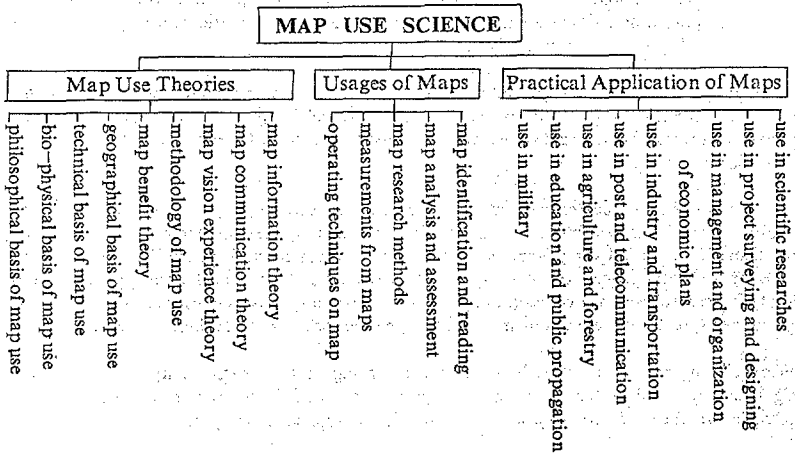 MAP USE SCIENCE
Map Use Theories
Usages of Maps
Practical Application of Maps
map information theory
map communication theory
map vision experience theory
methodology of map use
map benefit theory
geographical basis of map use
technical basis of map use
bio-physical basis of map use
philosophical basis of map use
map identification and reading
map analysis and assessment
map research methods
measurements from maps
operating techniques on map
use in scientific researches
use in project surveying and designing
use in management and organization
of economic plans
use in industry and transportation
use in post and telecommunication
use in agriculture and forestry
use in education and public propagation
use in military